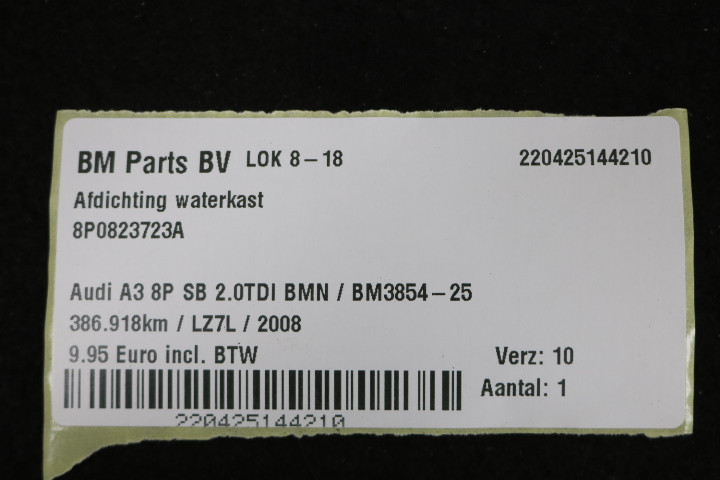 BM Parts BV LOK 8-18 220425144210
Afdichting waterkast
8P0823723A
Audi A3 8P SB 2.0TDI BMN / BM3854-25
386.918km / LZ7L / 2008
9.95 Euro incl. BTW Verz: 10
Aantal: 1
220425144210